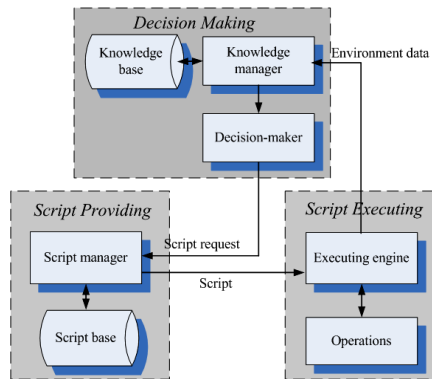 Decision Making
Knowledge
base
Knowledge
manager
Environment data
Decision-maker
Script Providing
Script Executing
Script request
Script manager
Executing engine
Script
Script base
Operations